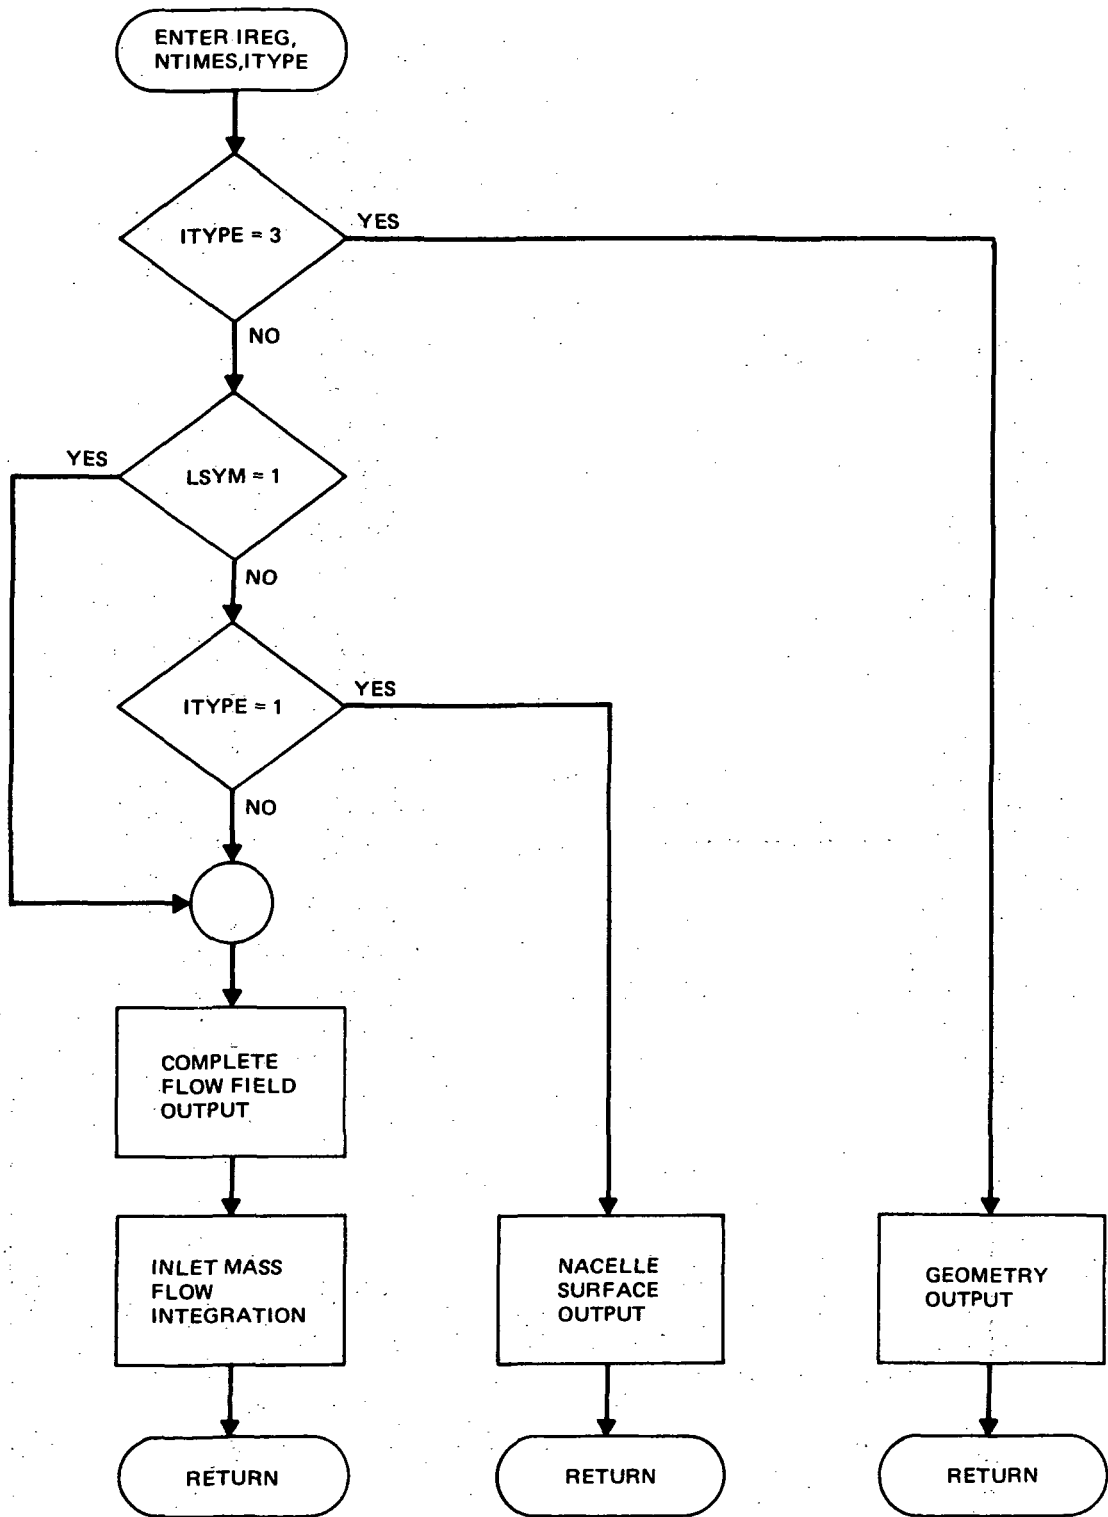 ENTER IREG,
NTIMES,ITYPE
ITYPE = 3
YES
NO
LSYM = 1
YES
NO
ITYPE = 1
YES
NO
COMPLETE
FLOW FIELD
OUTPUT
INLET MASS
FLOW
INTEGRATION
NACELLE
SURFACE
OUTPUT
GEOMETRY
OUTPUT
RETURN
RETURN
RETURN